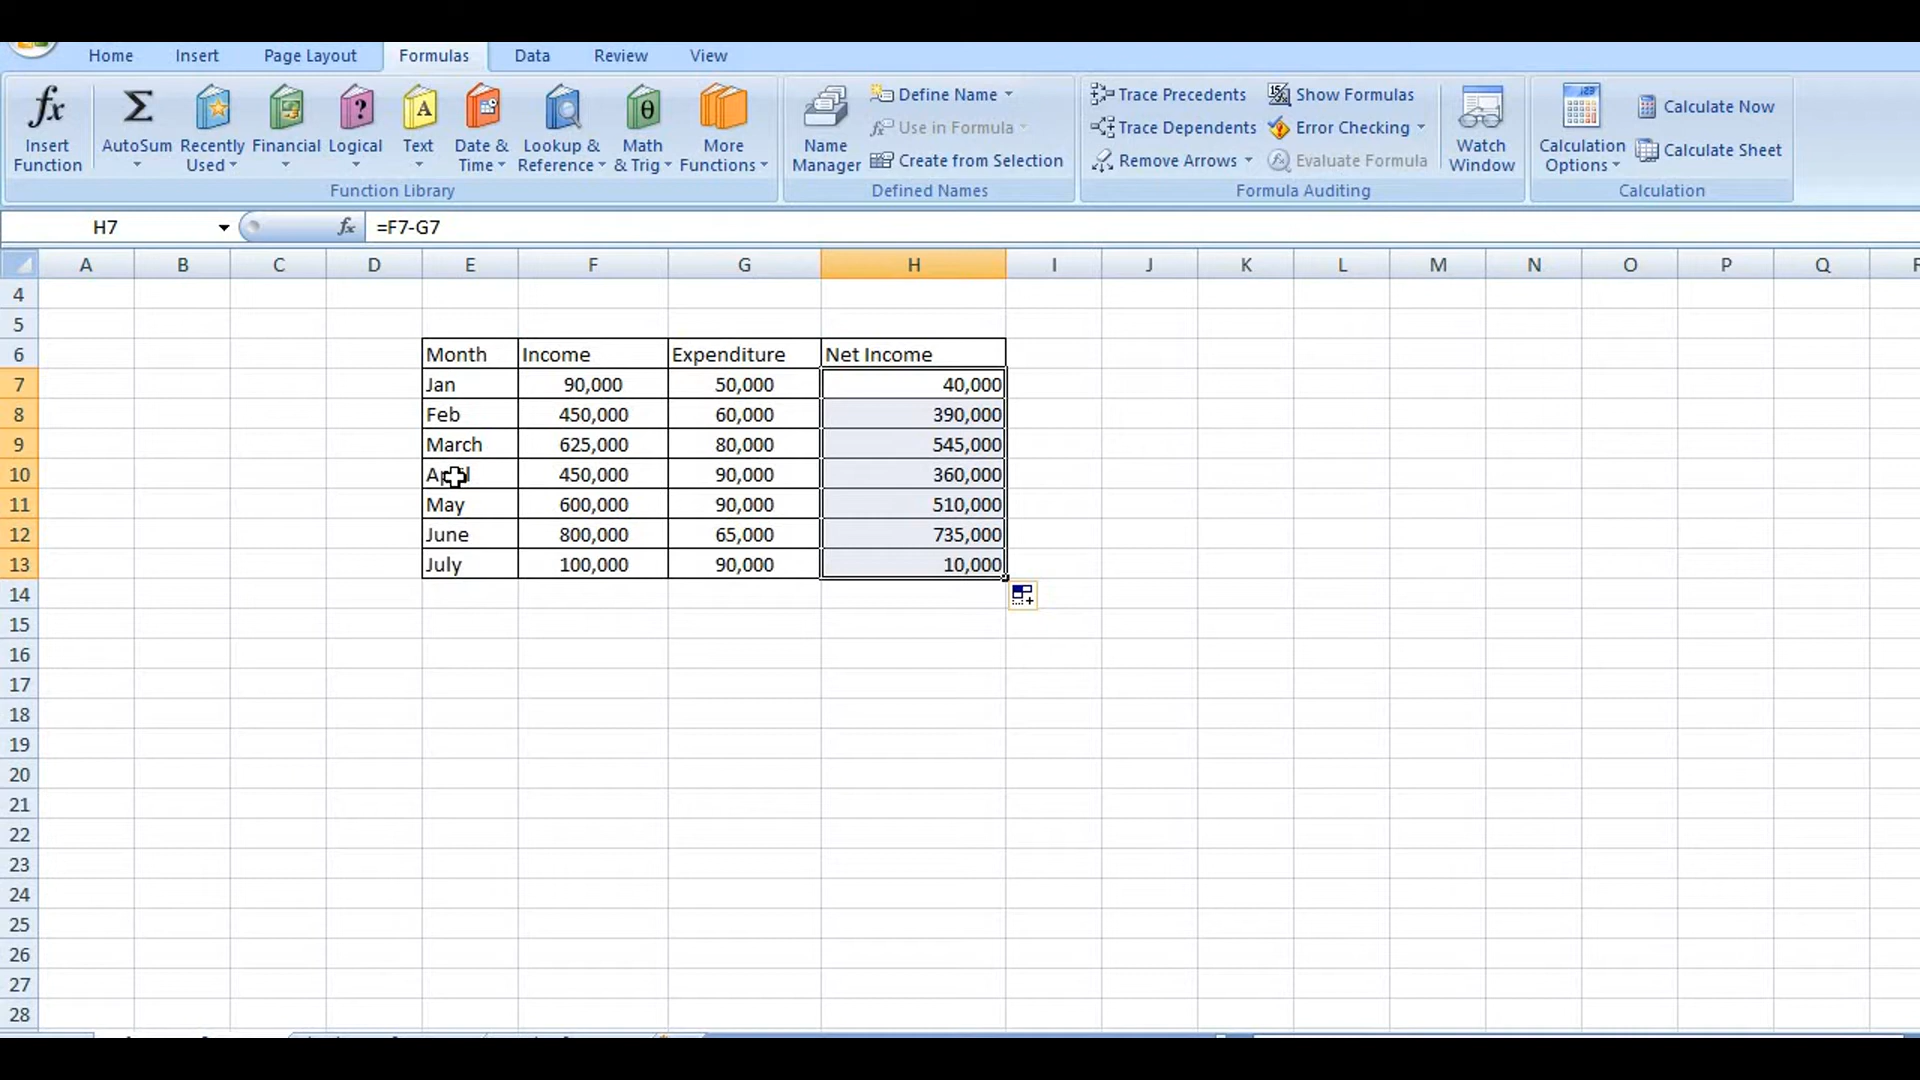 Home Insert Page Layout Formulas Data Review View
fx Σ ? A θ
Insert Function AutoSum Recently Used Financial Logical Text Date & Time Lookup & Reference Math & Trig More Functions
Function Library
Name Manager
Define Name
Use in Formula
Create from Selection
Defined Names
Trace Precedents
Trace Dependents
Remove Arrows
Show Formulas
Error Checking
Evaluate Formula
Watch Window
Formula Auditing
Calculation Options
Calculate Now
Calculate Sheet
Calculation
H7 fx =F7-G7
A B C D E F G H I J K L M N O P Q
4
5
6 Month Income Expenditure Net Income
7 Jan 90,000 50,000 40,000
8 Feb 450,000 60,000 390,000
9 March 625,000 80,000 545,000
10 April 450,000 90,000 360,000
11 May 600,000 90,000 510,000
12 June 800,000 65,000 735,000
13 July 100,000 90,000 10,000
14
15
16
17
18
19
20
21
22
23
24
25
26
27
28